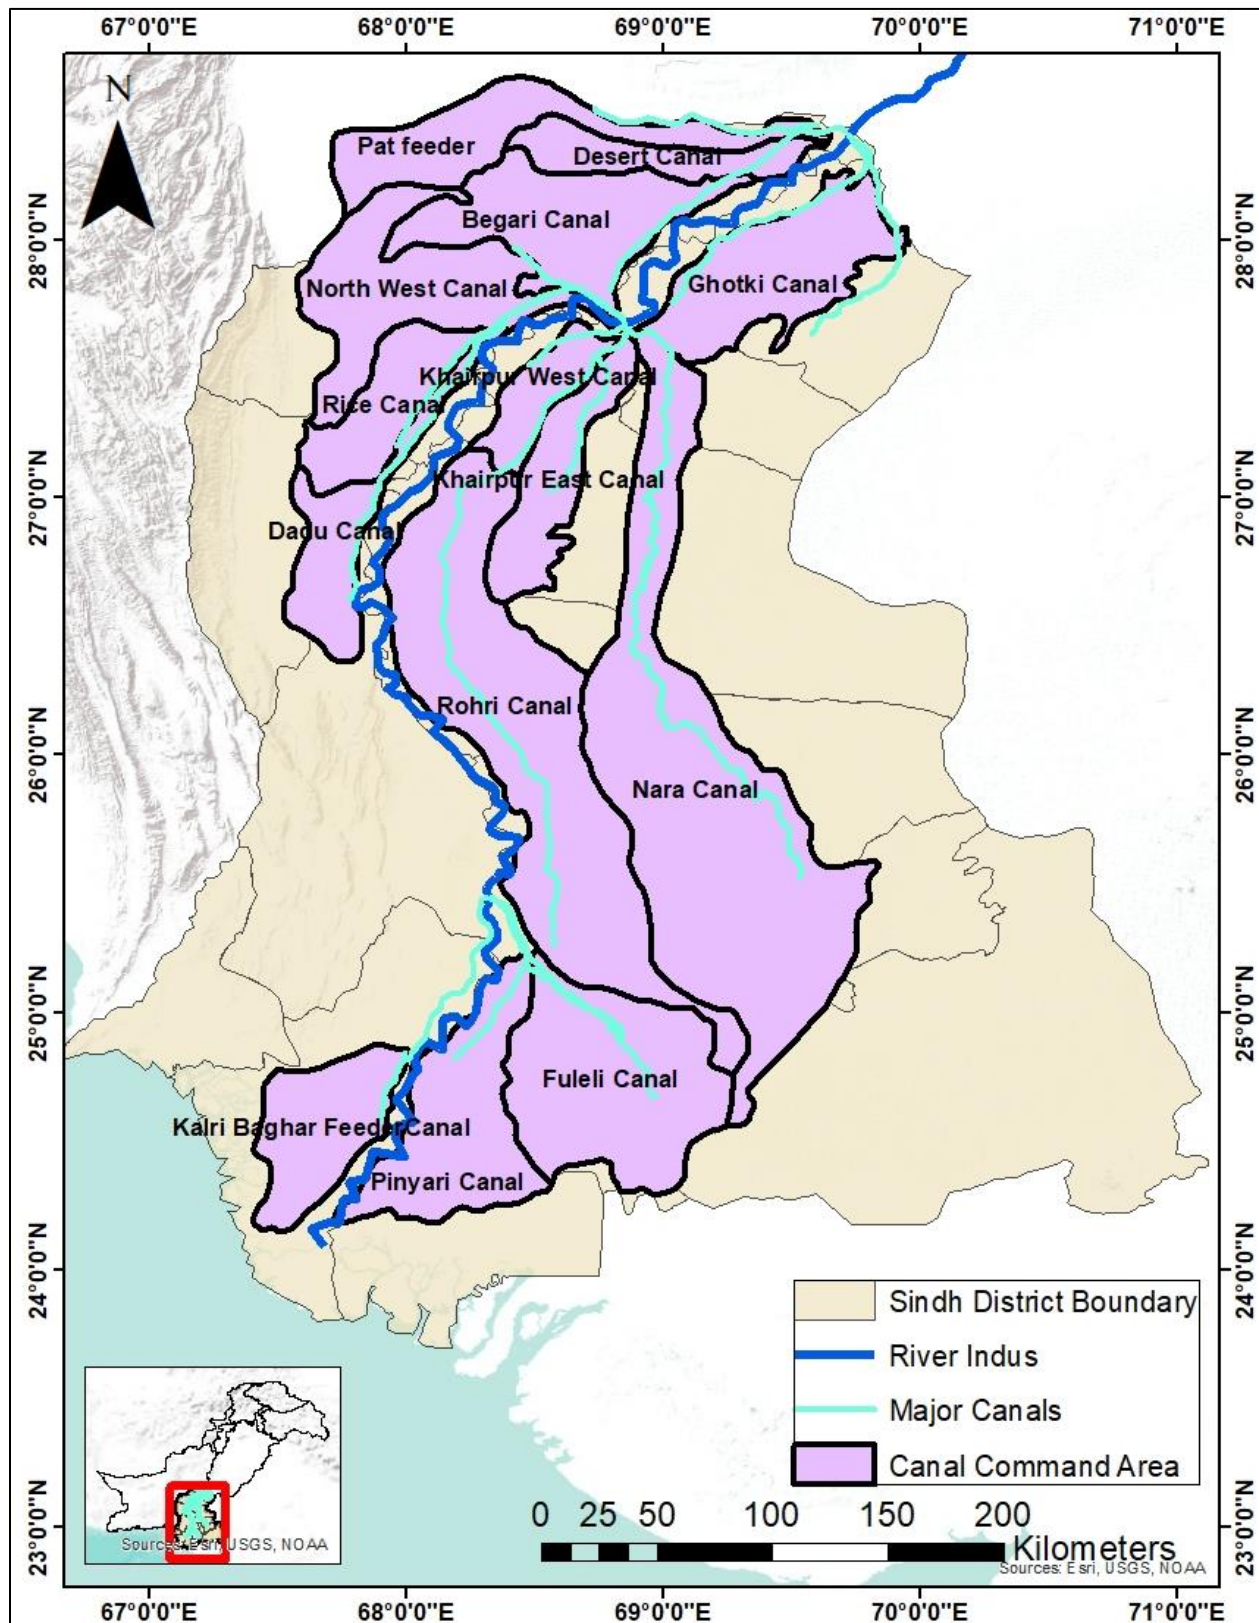 67°0'0"E 68°0'0"E 69°0'0"E 70°0'0"E 71°0'0"E
N
Pat feeder
Desert Canal
Begari Canal
28°0'0"N 28°0'0"N
North West Canal
Ghotki Canal
Khairpur West Canal
Rice Canal
Khairpur East Canal
27°0'0"N 27°0'0"N
Dadu Canal
Rohri Canal
26°0'0"N 26°0'0"N
Nara Canal
25°0'0"N 25°0'0"N
Fuleli Canal
Kalri Baghar Feeder Canal
Pinyari Canal
24°0'0"N 24°0'0"N
Sindh District Boundary
River Indus
Major Canals
Canal Command Area
0 25 50 100 150 200
Kilometers
Sources: Esri, USGS, NOAA
Sources: Esri, USGS, NOAA
23°0'0"N 23°0'0"N
67°0'0"E 68°0'0"E 69°0'0"E 70°0'0"E 71°0'0"E